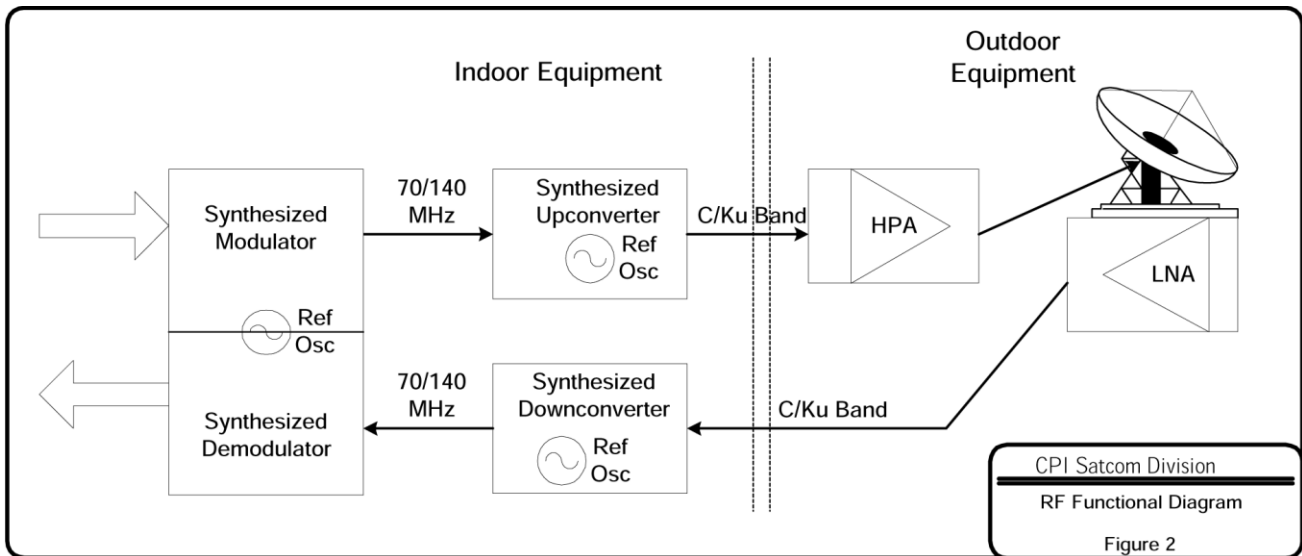 Indoor Equipment
Outdoor
Equipment
Synthesized
Modulator
70/140
MHz
Synthesized
Upconverter
Ref
Osc
C/Ku Band
HPA
LNA
Ref
Osc
Synthesized
Demodulator
70/140
MHz
Synthesized
Downconverter
Ref
Osc
C/Ku Band
CPI Satcom Division
RF Functional Diagram
Figure 2